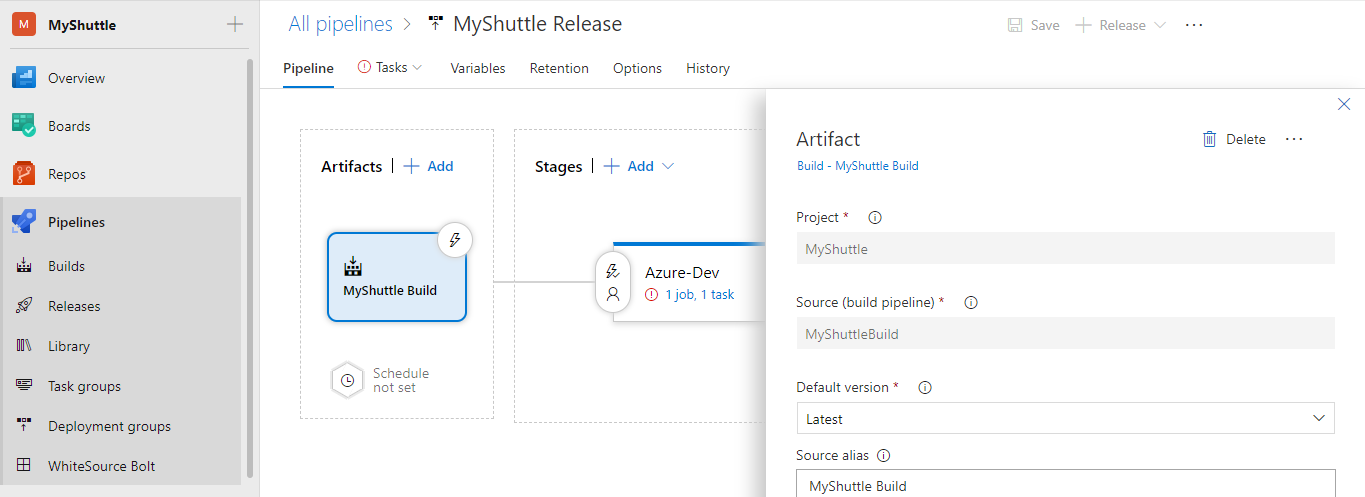 M MyShuttle
Overview
Boards
Repos
Pipelines
Builds
Releases
Library
Task groups
Deployment groups
WhiteSource Bolt
All pipelines > MyShuttle Release
Save + Release ...
Pipeline Tasks Variables Retention Options History
Artifacts | + Add
MyShuttle Build
Schedule
not set
Stages | + Add
Azure-Dev
1 job, 1 task
Artifact
Delete ...
Build - MyShuttle Build
Project *
MyShuttle
Source (build pipeline) *
MyShuttleBuild
Default version *
Latest
Source alias
MyShuttle Build